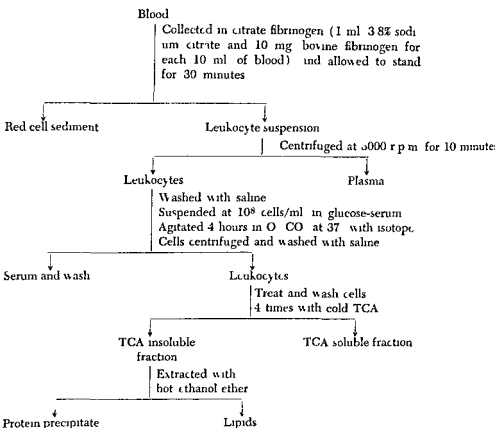 Blood
Collected in citrate fibrinogen (1 ml 3 8% sodi
um citrate and 10 mg bovine fibrinogen for
each 10 ml of blood) and allowed to stand
for 30 minutes
Red cell sediment Leukocyte suspension
Centrifuged at 5000 r p m for 10 minutes
Leukocytes Plasma
Washed with saline
Suspended at 10⁸ cells/ml in glucose-serum
Agitated 4 hours in O CO at 37 with isotope
Cells centrifuged and washed with saline
Serum and wash Leukocytes
Treat and wash cells
4 times with cold TCA
TCA insoluble TCA soluble fraction
fraction
Extracted with
hot ethanol ether
Protein precipitate Lipids